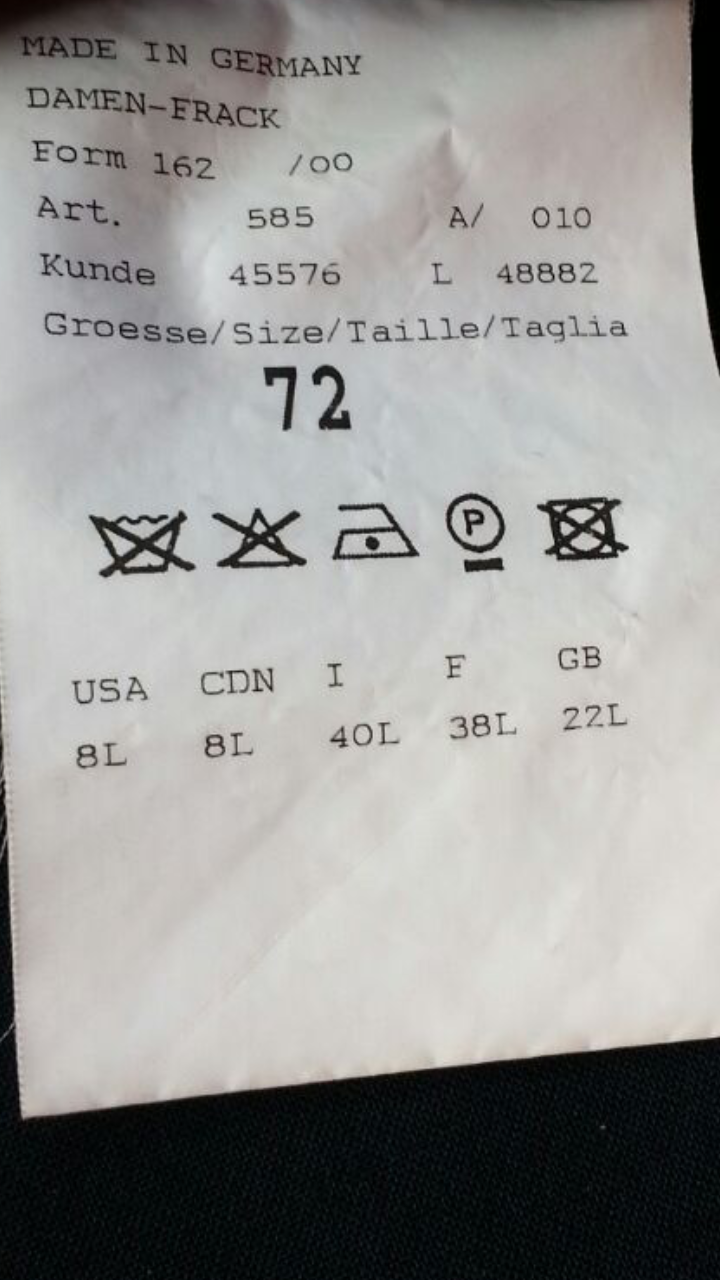 MADE IN GERMANY
DAMEN-FRACK
Form 162 /00
Art. 585 A/ 010
Kunde 45576 L 48882
Groesse/Size/Taille/Taglia
72
P
USA CDN I F GB
8L 8L 40L 38L 22L